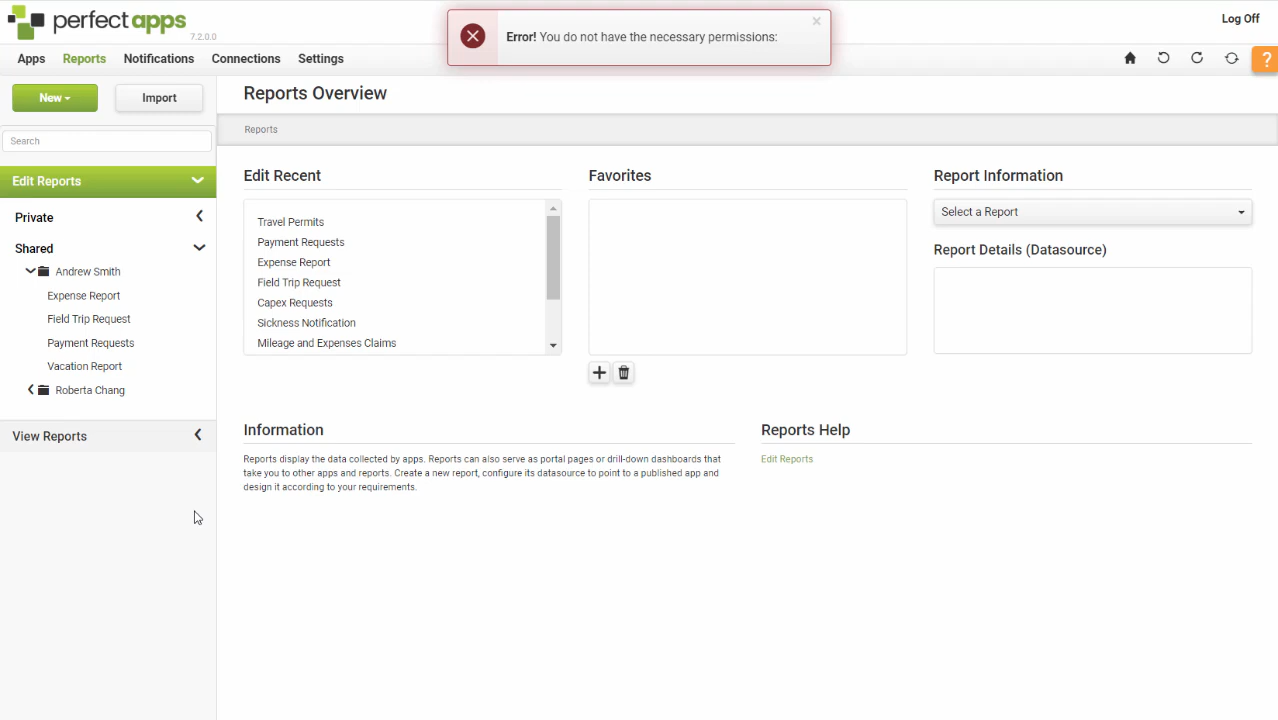 perfect apps
7.2.0.0
Error! You do not have the necessary permissions:
×
Log Off
Apps
Reports
Notifications
Connections
Settings
?
New
Import
Search
Edit Reports
Private
Shared
Andrew Smith
Expense Report
Field Trip Request
Payment Requests
Vacation Report
Roberta Chang
View Reports
Reports Overview
Reports
Edit Recent
Travel Permits
Payment Requests
Expense Report
Field Trip Request
Capex Requests
Sickness Notification
Mileage and Expenses Claims
Favorites
Report Information
Select a Report
Report Details (Datasource)
Information
Reports display the data collected by apps. Reports can also serve as portal pages or drill-down dashboards that
take you to other apps and reports. Create a new report, configure its datasource to point to a published app and
design it according to your requirements.
Reports Help
Edit Reports